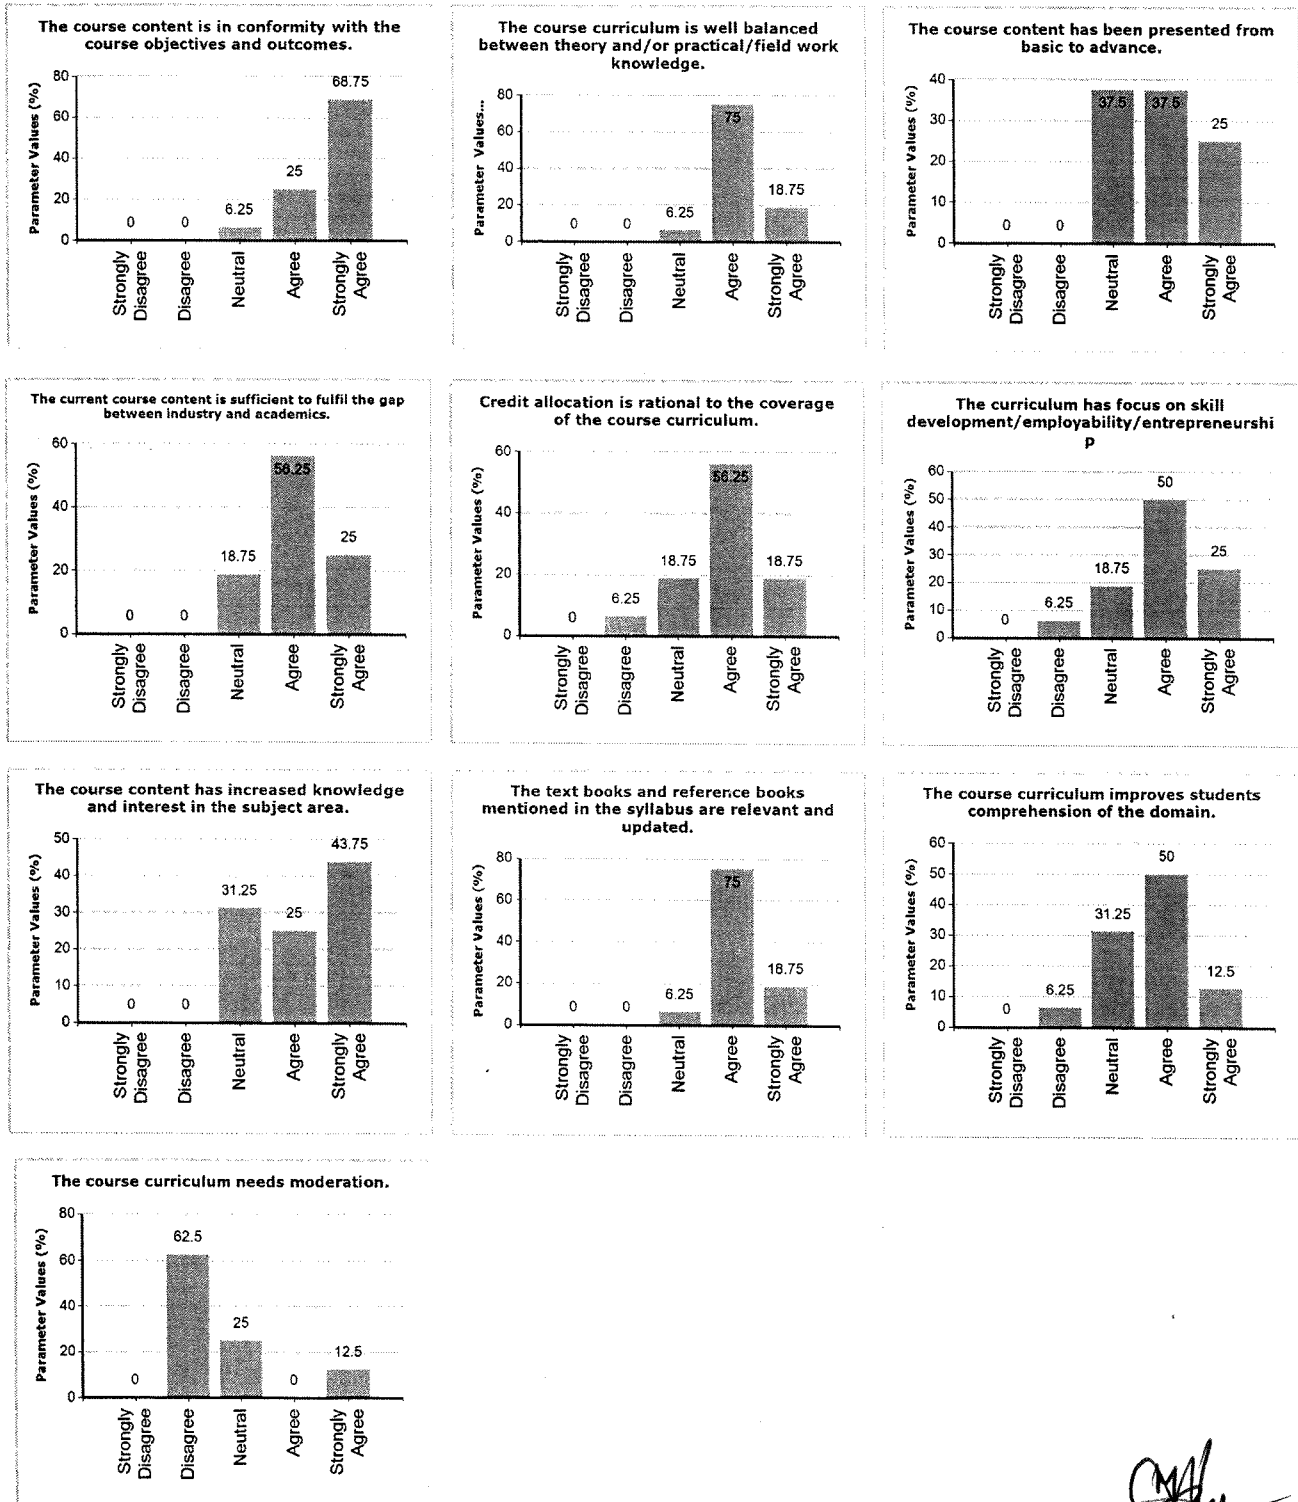 The course content is in conformity with the
course objectives and outcomes.
Parameter Values (%)
80
60
40
20
0
0
0
6.25
25
68.75
Strongly
Disagree
Disagree
Neutral
Agree
Strongly
Agree
The course curriculum is well balanced
between theory and/or practical/field work
knowledge.
Parameter Values...
80
60
40
20
0
0
0
6.25
75
18.75
Strongly
Disagree
Disagree
Neutral
Agree
Strongly
Agree
The course content has been presented from
basic to advance.
Parameter Values (%)
40
30
20
10
0
0
0
37.5
37.5
25
Strongly
Disagree
Disagree
Neutral
Agree
Strongly
Agree
The current course content is sufficient to fulfil the gap
between industry and academics.
Parameter Values (%)
60
40
20
0
0
0
18.75
56.25
25
Strongly
Disagree
Disagree
Neutral
Agree
Strongly
Agree
Credit allocation is rational to the coverage
of the course curriculum.
Parameter Values (%)
60
40
20
0
0
6.25
18.75
56.25
18.75
Strongly
Disagree
Disagree
Neutral
Agree
Strongly
Agree
The curriculum has focus on skill
development/employability/entrepreneurshi
p
Parameter Values (%)
60
50
40
30
20
10
0
0
6.25
18.75
50
25
Strongly
Disagree
Disagree
Neutral
Agree
Strongly
Agree
The course content has increased knowledge
and interest in the subject area.
Parameter Values (%)
50
40
30
20
10
0
0
0
31.25
25
43.75
Strongly
Disagree
Disagree
Neutral
Agree
Strongly
Agree
The text books and reference books
mentioned in the syllabus are relevant and
updated.
Parameter Values (%)
80
60
40
20
0
0
0
6.25
75
18.75
Strongly
Disagree
Disagree
Neutral
Agree
Strongly
Agree
The course curriculum improves students
comprehension of the domain.
Parameter Values (%)
60
50
40
30
20
10
0
0
6.25
31.25
50
12.5
Strongly
Disagree
Disagree
Neutral
Agree
Strongly
Agree
The course curriculum needs moderation.
Parameter Values (%)
80
60
40
20
0
0
62.5
25
0
12.5
Strongly
Disagree
Disagree
Neutral
Agree
Strongly
Agree